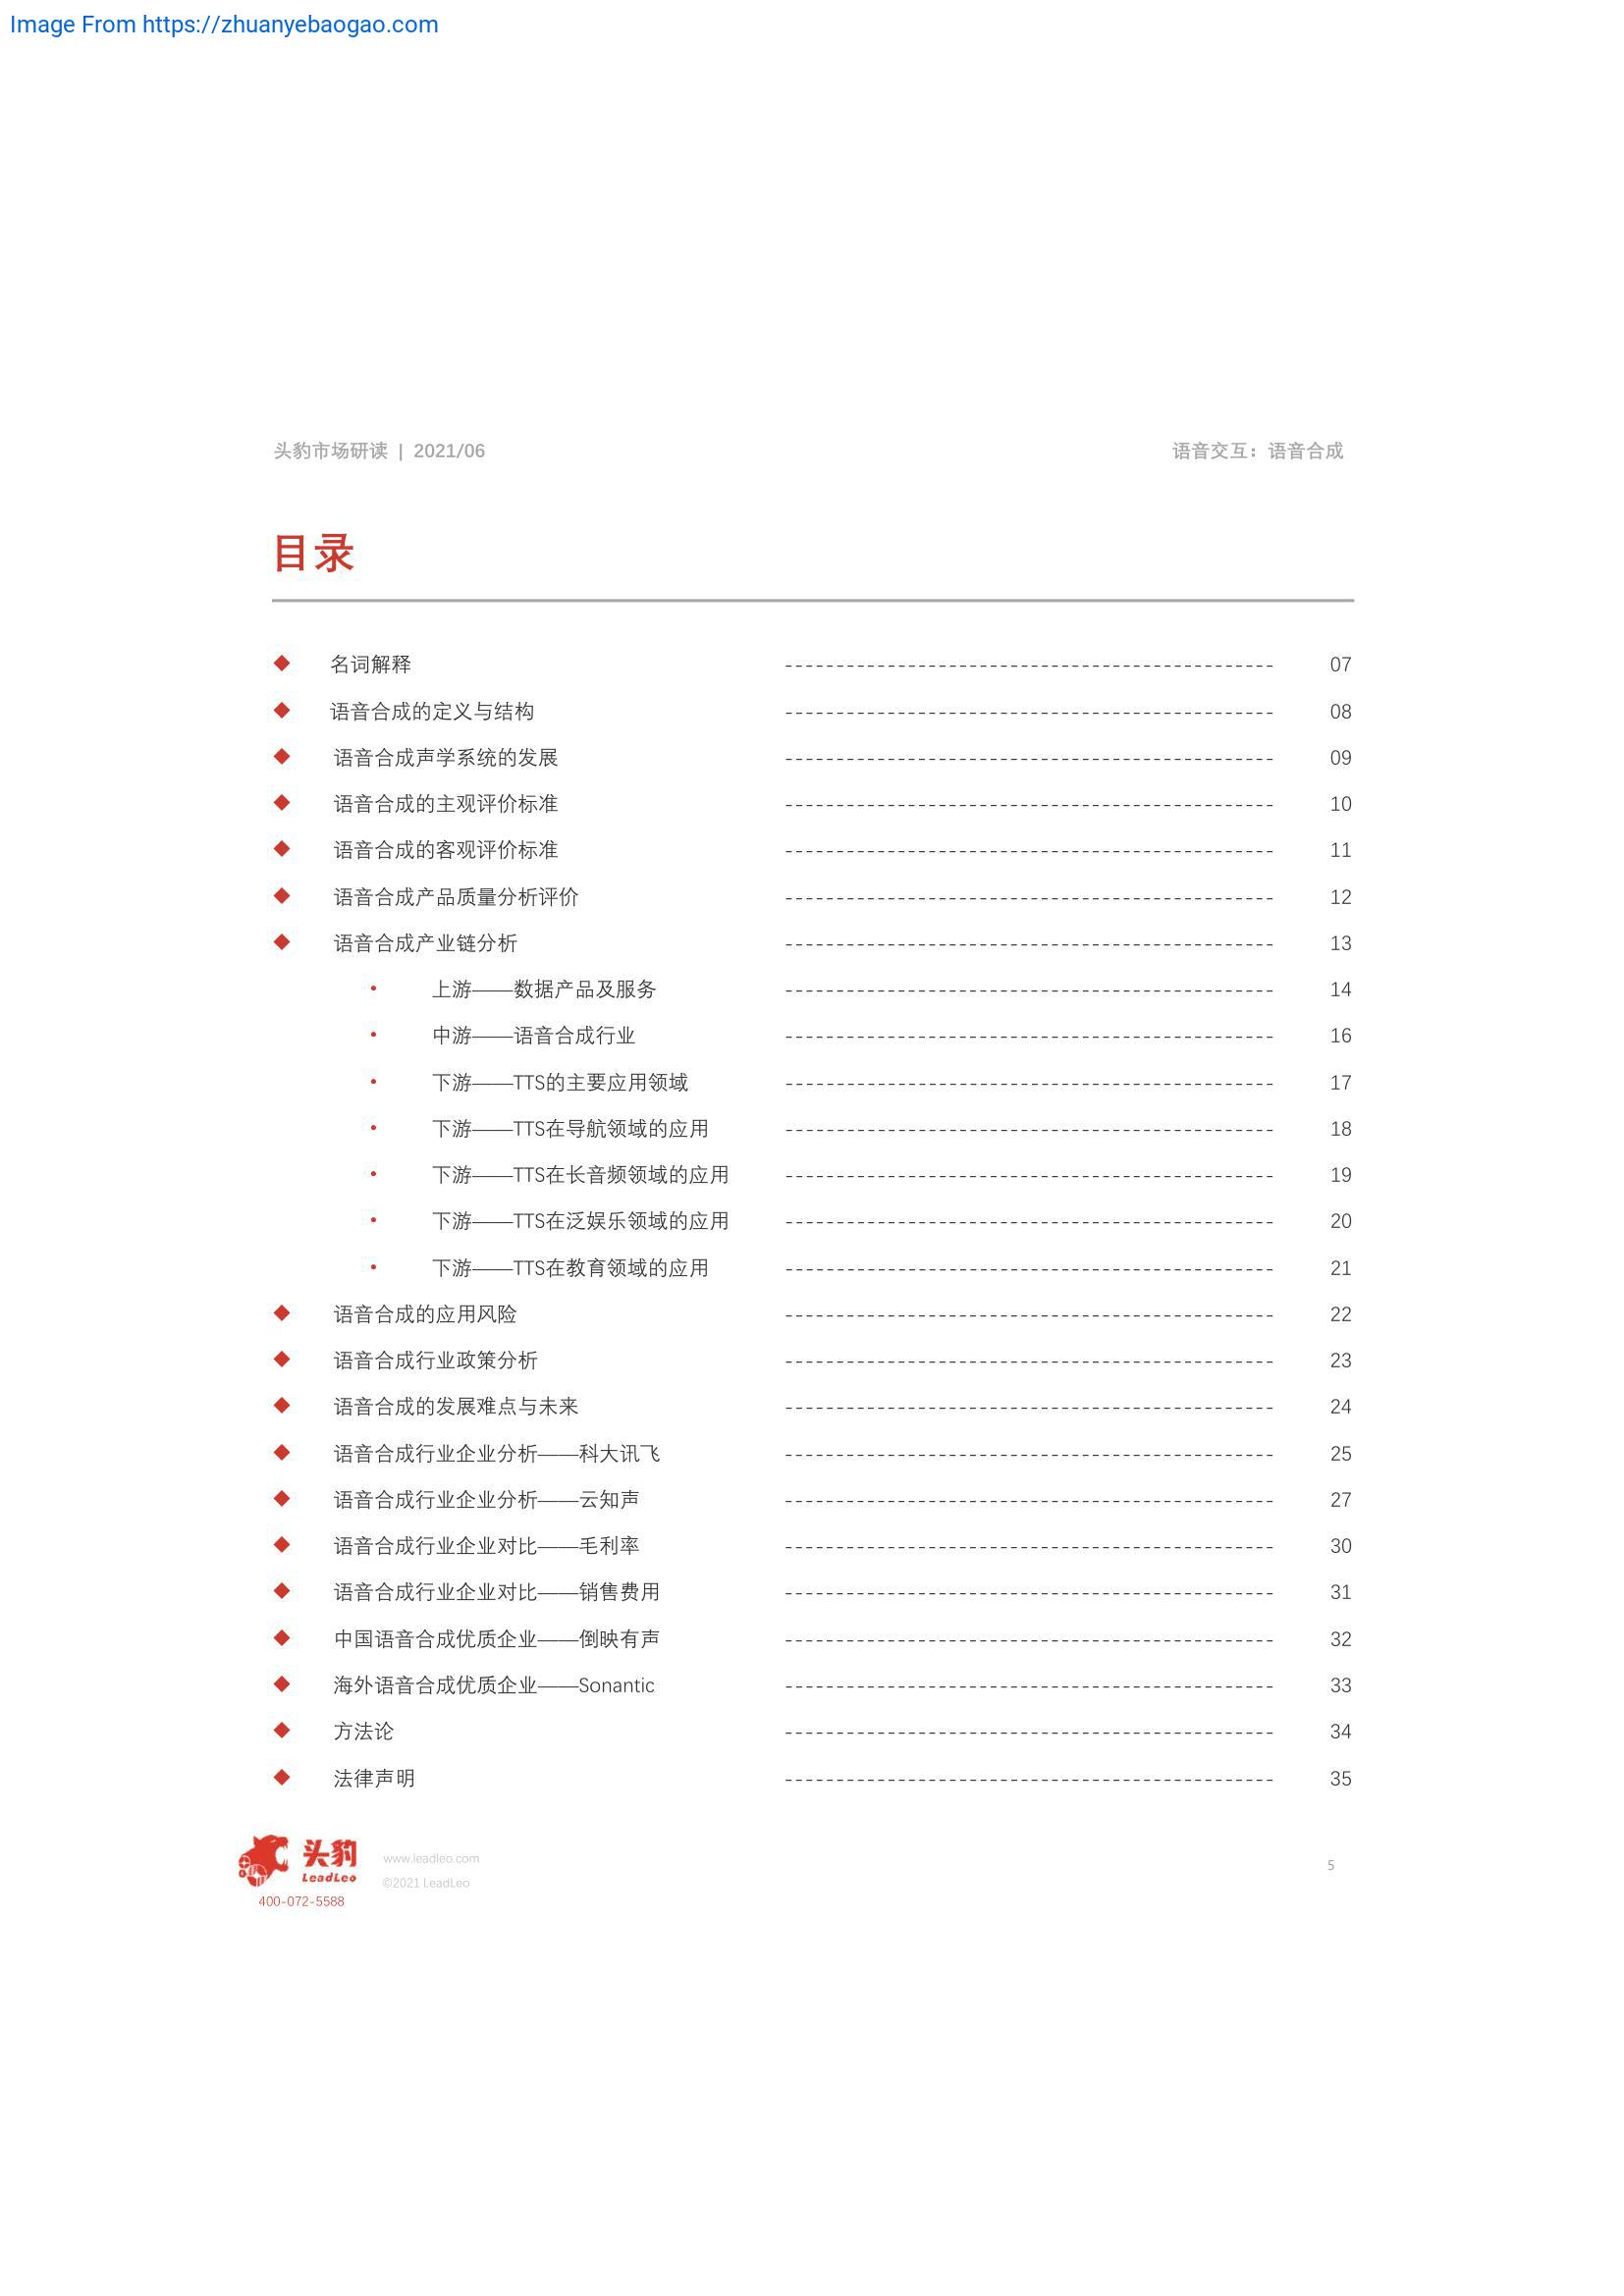 Image From https://zhuanyebaogao.com
头豹市场研读 | 2021/06 语音交互：语音合成
目录
◆ 名词解释 ---------------------------------------- 07
◆ 语音合成的定义与结构 ---------------------------------------- 08
◆ 语音合成声学系统的发展 ---------------------------------------- 09
◆ 语音合成的主观评价标准 ---------------------------------------- 10
◆ 语音合成的客观评价标准 ---------------------------------------- 11
◆ 语音合成产品质量分析评价 ---------------------------------------- 12
◆ 语音合成产业链分析 ---------------------------------------- 13
• 上游——数据产品及服务 ---------------------------------------- 14
• 中游——语音合成行业 ---------------------------------------- 16
• 下游——TTS的主要应用领域 ---------------------------------------- 17
• 下游——TTS在导航领域的应用 ---------------------------------------- 18
• 下游——TTS在长音频领域的应用 ---------------------------------------- 19
• 下游——TTS在泛娱乐领域的应用 ---------------------------------------- 20
• 下游——TTS在教育领域的应用 ---------------------------------------- 21
◆ 语音合成的应用风险 ---------------------------------------- 22
◆ 语音合成行业政策分析 ---------------------------------------- 23
◆ 语音合成的发展难点与未来 ---------------------------------------- 24
◆ 语音合成行业企业分析——科大讯飞 ---------------------------------------- 25
◆ 语音合成行业企业分析——云知声 ---------------------------------------- 27
◆ 语音合成行业企业对比——毛利率 ---------------------------------------- 30
◆ 语音合成行业企业对比——销售费用 ---------------------------------------- 31
◆ 中国语音合成优质企业——倒映有声 ---------------------------------------- 32
◆ 海外语音合成优质企业——Sonantic ---------------------------------------- 33
◆ 方法论 ---------------------------------------- 34
◆ 法律声明 ---------------------------------------- 35
头豹
LeadLeo
400-072-5588
www.leadleo.com
©2021 LeadLeo
5